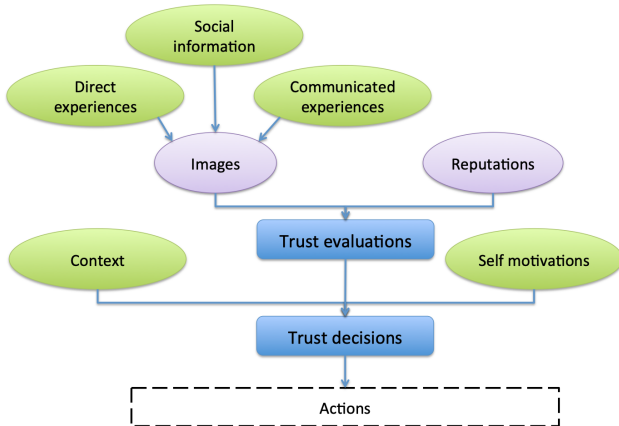 Social
information
Direct
experiences
Communicated
experiences
Images
Reputations
Trust evaluations
Context
Self motivations
Trust decisions
Actions